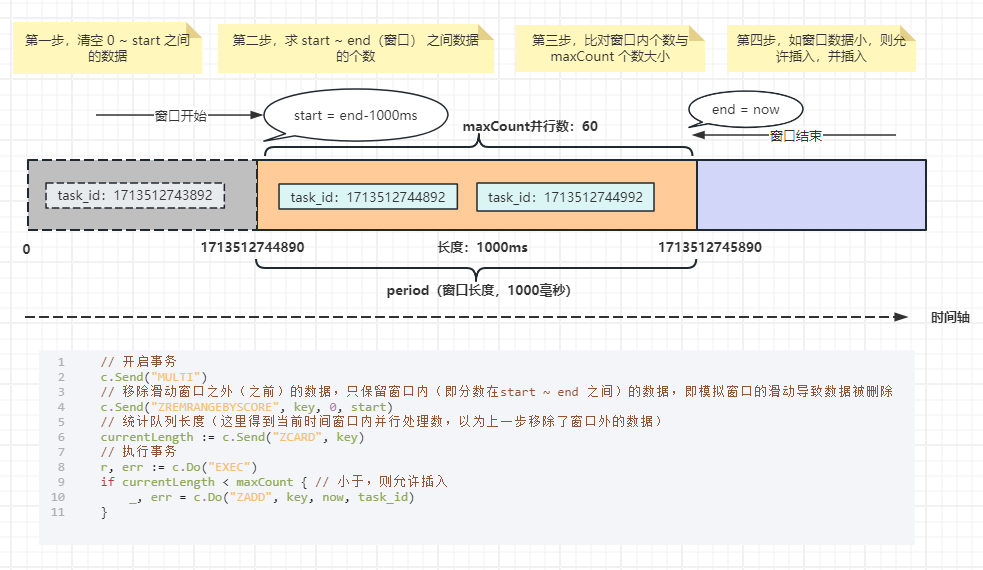 第一步，清空 0 ~ start 之间
的数据
第二步，求 start ~ end（窗口） 之间数据
的个数
第三步，比对窗口内个数与
maxCount 个数大小
第四步，如窗口数据小，则允
许插入，并插入
窗口开始
start = end-1000ms
end = now
maxCount并行数：60
窗口结束
task_id：1713512743892
task_id：1713512744892
task_id：1713512744992
0
1713512744890
长度：1000ms
1713512745890
period（窗口长度，1000毫秒）
时间轴
1 // 开启事务
2 c.Send("MULTI")
3 // 移除滑动窗口之外（之前）的数据，只保留窗口内（即分数在start ~ end 之间）的数据，即模拟窗口的滑动导致数据被删除
4 c.Send("ZREMRANGEBYSCORE", key, 0, start)
5 // 统计队列长度（这里得到当前时间窗口内并行处理数，以为上一步移除了窗口外的数据）
6 currentLength := c.Send("ZCARD", key)
7 // 执行事务
8 r, err := c.Do("EXEC")
9 if currentLength < maxCount { // 小于，则允许插入
10 _, err = c.Do("ZADD", key, now, task_id)
11 }